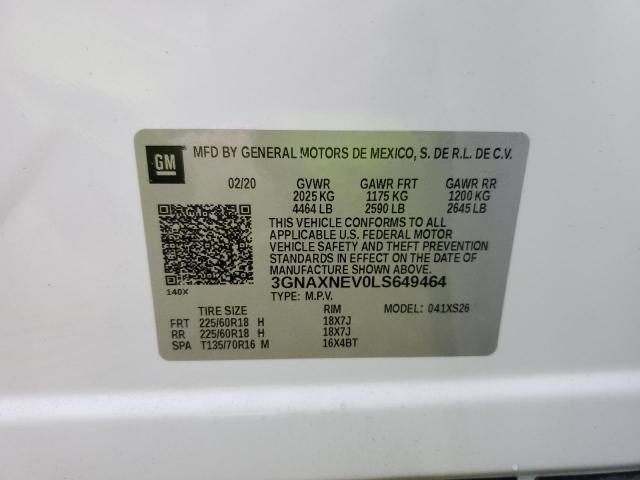 GM MFD BY GENERAL MOTORS DE MEXICO, S. DE R.L. DE C.V.
02/20 GVWR GAWR FRT GAWR RR
2025 KG 1175 KG 1200 KG
4464 LB 2590 LB 2645 LB
THIS VEHICLE CONFORMS TO ALL
APPLICABLE U.S. FEDERAL MOTOR
VEHICLE SAFETY AND THEFT PREVENTION
STANDARDS IN EFFECT ON THE DATE OF
MANUFACTURE SHOWN ABOVE.
3GNAXNEV0LS649464
140X TYPE: M.P.V.
TIRE SIZE RIM MODEL: 041XS26
FRT 225/60R18 H 18X7J
RR 225/60R18 H 18X7J
SPA T135/70R16 M 16X4BT